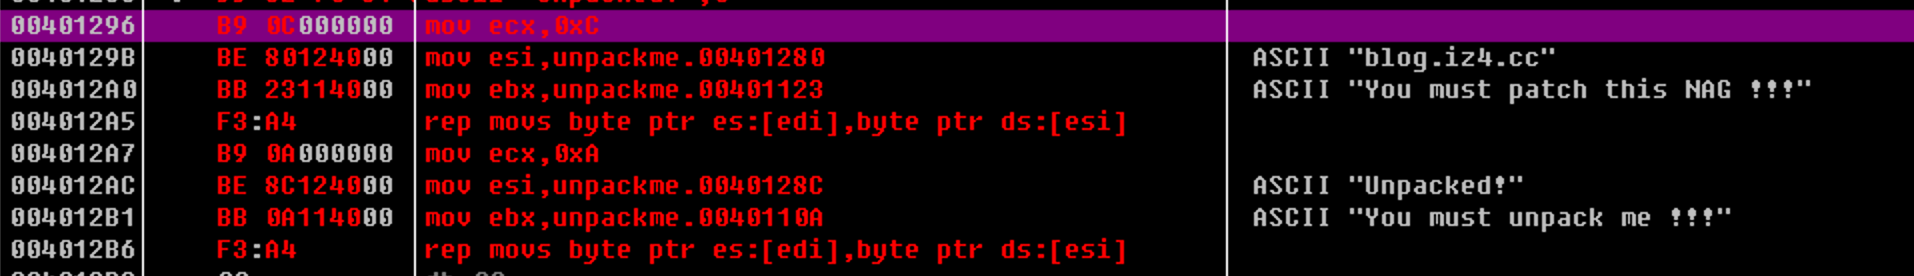 00401296 B9 0C000000 mov ecx,0xC
0040129B BE 80124000 mov esi,unpackme.00401280 ASCII "blog.iz4.cc"
004012A0 BB 23114000 mov ebx,unpackme.00401123 ASCII "You must patch this NAG !!!"
004012A5 F3:A4 rep movs byte ptr es:[edi],byte ptr ds:[esi]
004012A7 B9 0A000000 mov ecx,0xA
004012AC BE 8C124000 mov esi,unpackme.0040128C ASCII "Unpacked!"
004012B1 BB 0A114000 mov ebx,unpackme.0040110A ASCII "You must unpack me !!!"
004012B6 F3:A4 rep movs byte ptr es:[edi],byte ptr ds:[esi]